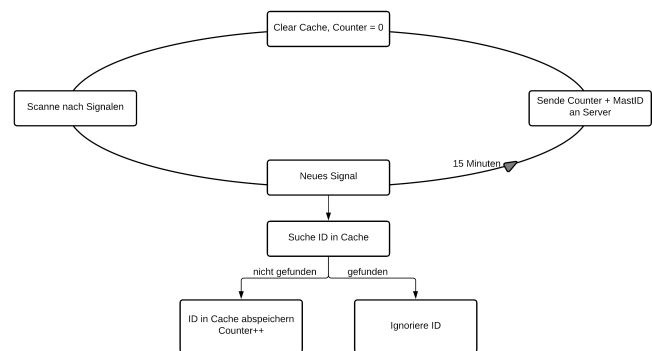 Clear Cache, Counter = 0
Scanne nach Signalen
Sende Counter + MastID
an Server
15 Minuten
Neues Signal
Suche ID in Cache
nicht gefunden
gefunden
ID in Cache abspeichern
Counter++
Ignoriere ID